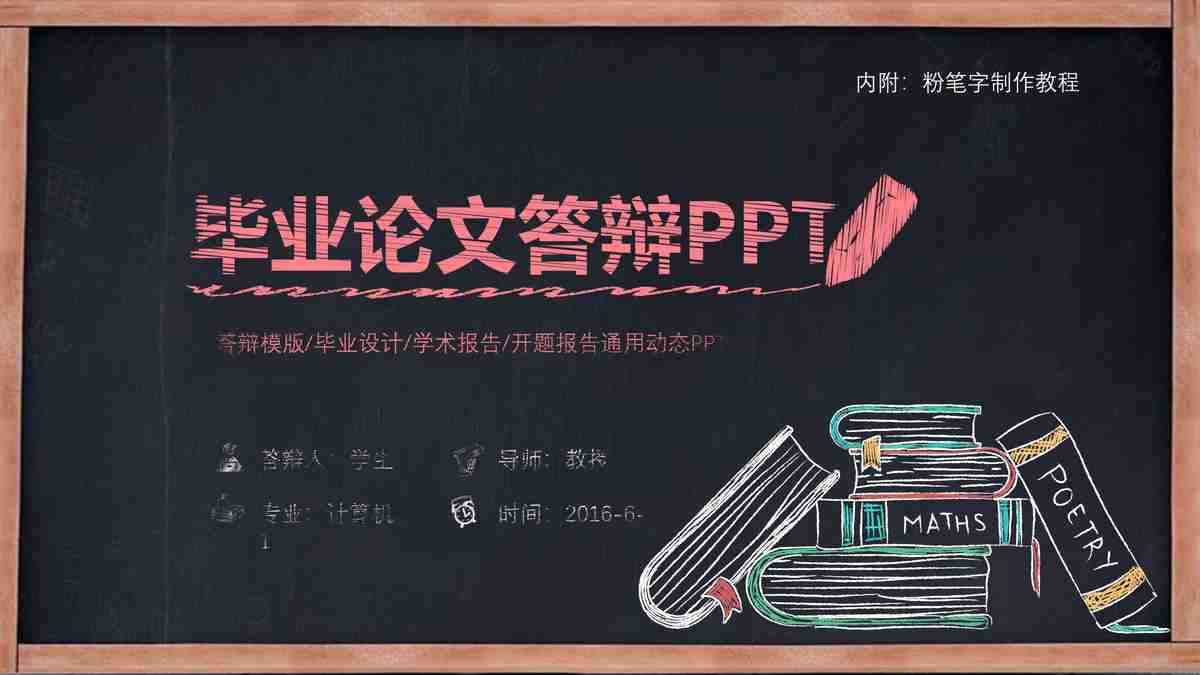 内附：粉笔字制作教程
毕业论文答辩PPT
答辩模版/毕业设计/学术报告/开题报告通用动态PPT
答辩人：学生
导师：教授
专业：计算机
时间：2016-6-
1
MATHS
POETRY